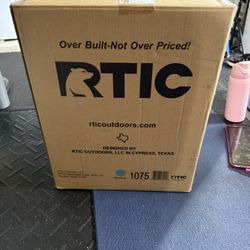 Over Built-Not Over Priced!
RTIC
rticoutdoors.com
DESIGNED BY
RTIC OUTDOORS, LLC IN CYPRESS, TEXAS
1075
RTIC